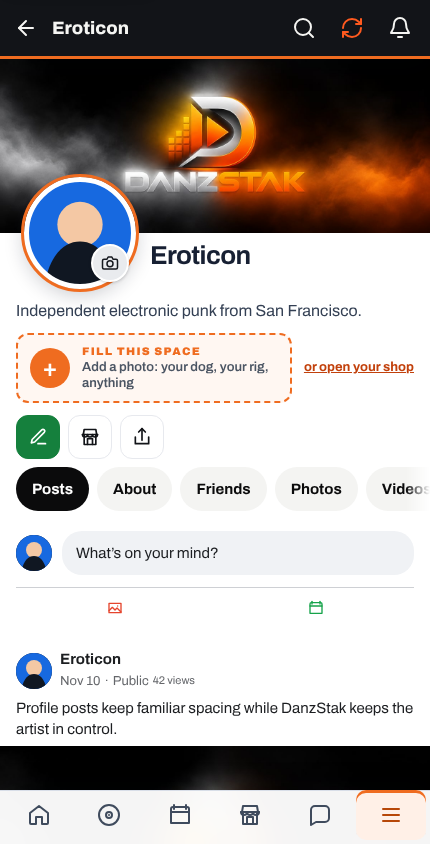 Eroticon
DANZSTAK
Eroticon
Independent electronic punk from San Francisco.
FILL THIS SPACE
Add a photo: your dog, your rig,
anything
or open your shop
Posts
About
Friends
Photos
Videos
What's on your mind?
Eroticon
Nov 10 · Public 42 views
Profile posts keep familiar spacing while DanzStak keeps the
artist in control.